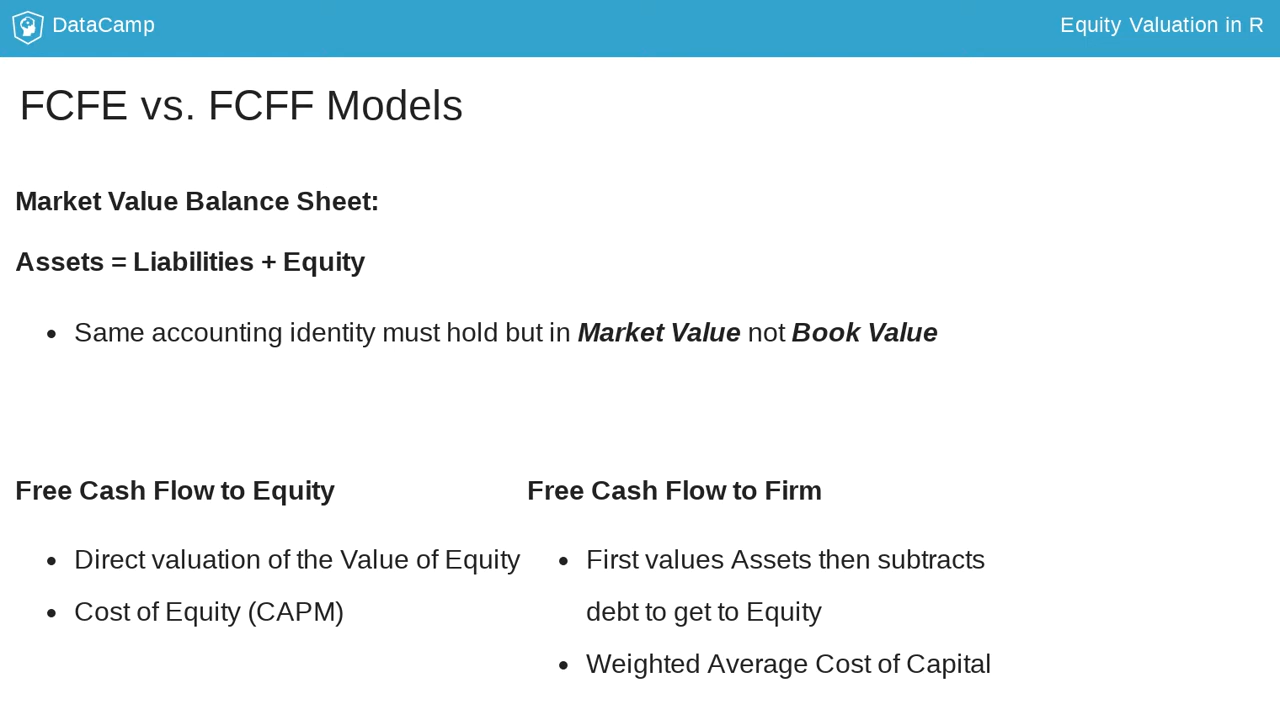 DataCamp
Equity Valuation in R
FCFE vs. FCFF Models
Market Value Balance Sheet:
Assets = Liabilities + Equity
• Same accounting identity must hold but in Market Value not Book Value
Free Cash Flow to Equity
• Direct valuation of the Value of Equity
• Cost of Equity (CAPM)
Free Cash Flow to Firm
• First values Assets then subtracts
debt to get to Equity
• Weighted Average Cost of Capital